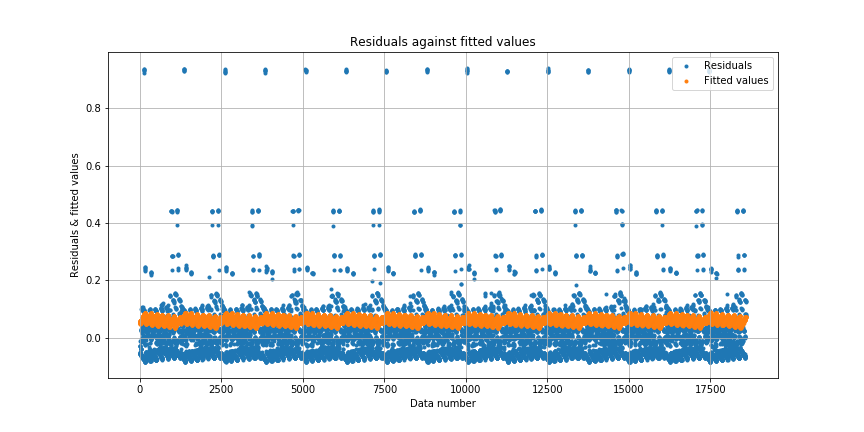 Residuals against fitted values
Residuals
Fitted values
Residuals & fitted values
0.8
0.6
0.4
0.2
0.0
0
2500
5000
7500
10000
12500
15000
17500
Data number